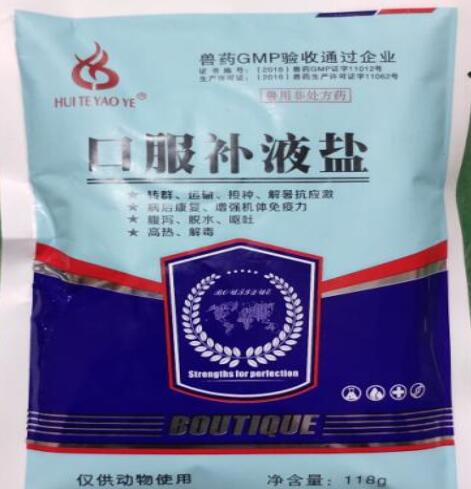 兽药GMP验收通过企业
证书编号：（2016）兽药GMP证字11012号
生产许可证：（2016）兽药生产许可证字11062号
HUI TE YAO YE®
兽用非处方药
口服补液盐
★ 转群、运输、接种、解暑抗应激
★ 病后康复、增强机体免疫力
★ 腹泻、脱水、呕吐
★ 高热、解毒
BOUTIQUE
Strengths for perfection
BOUTIQUE
仅供动物使用
净含量：118g